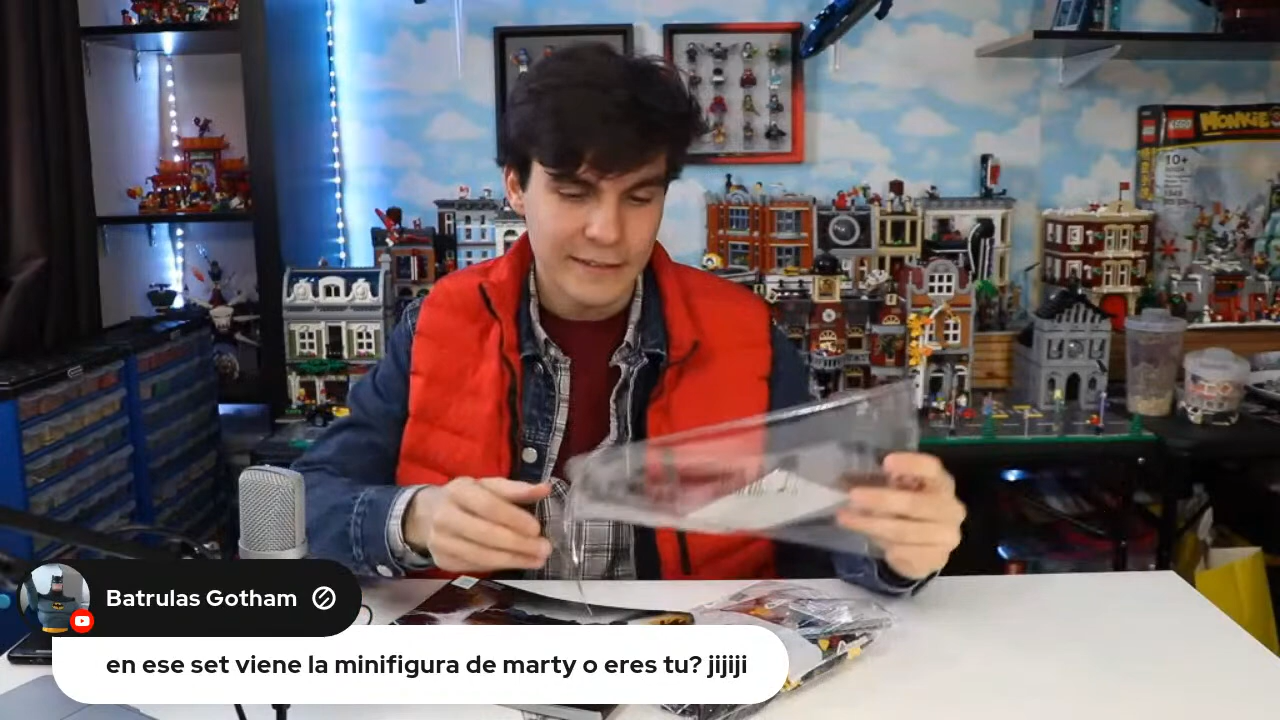 LEGO MONKIE
10+
Batrulas Gotham
en ese set viene la minifigura de marty o eres tu? jijiji